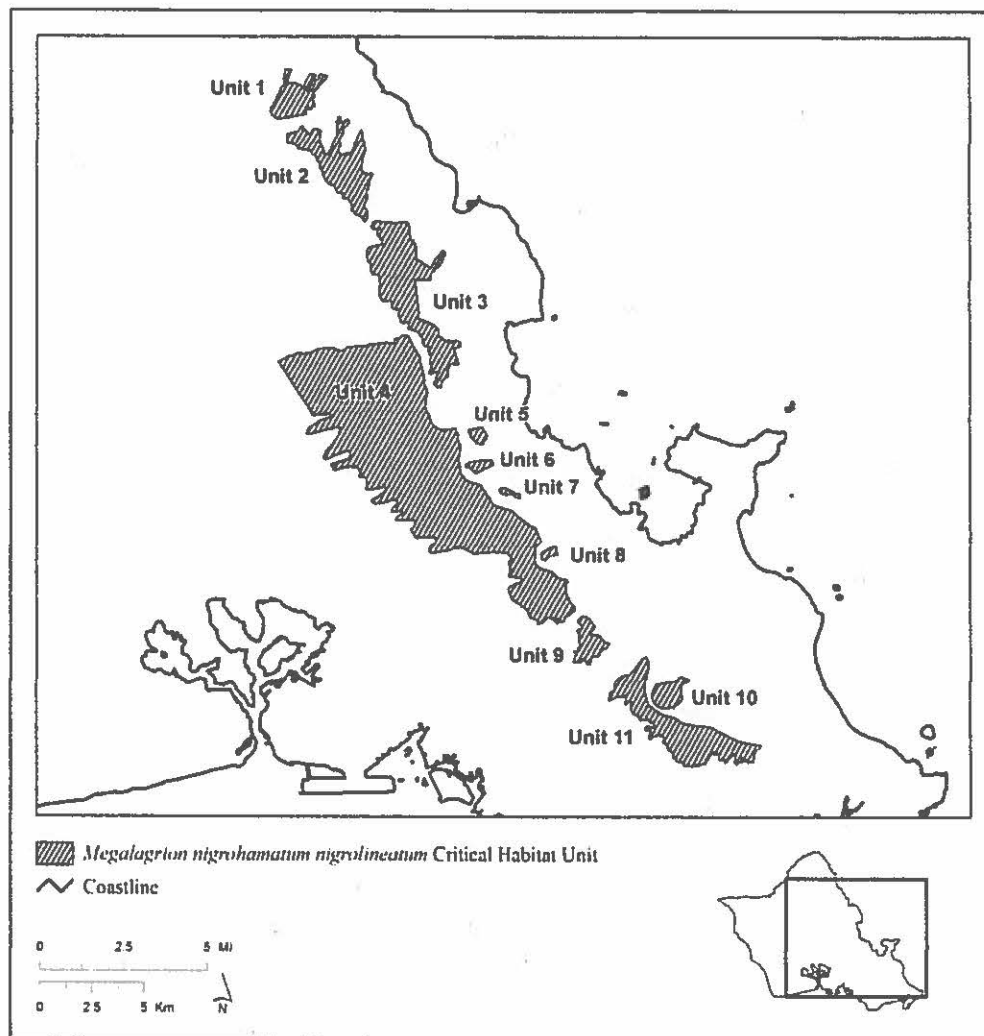 Unit 1
Unit 2
Unit 3
Unit 4
Unit 5
Unit 6
Unit 7
Unit 8
Unit 9
Unit 10
Unit 11
Megalagrion nigrohamatum nigrolineatum Critical Habitat Unit
Coastline
0 2.5 5 Mi
0 2.5 5 Km
N